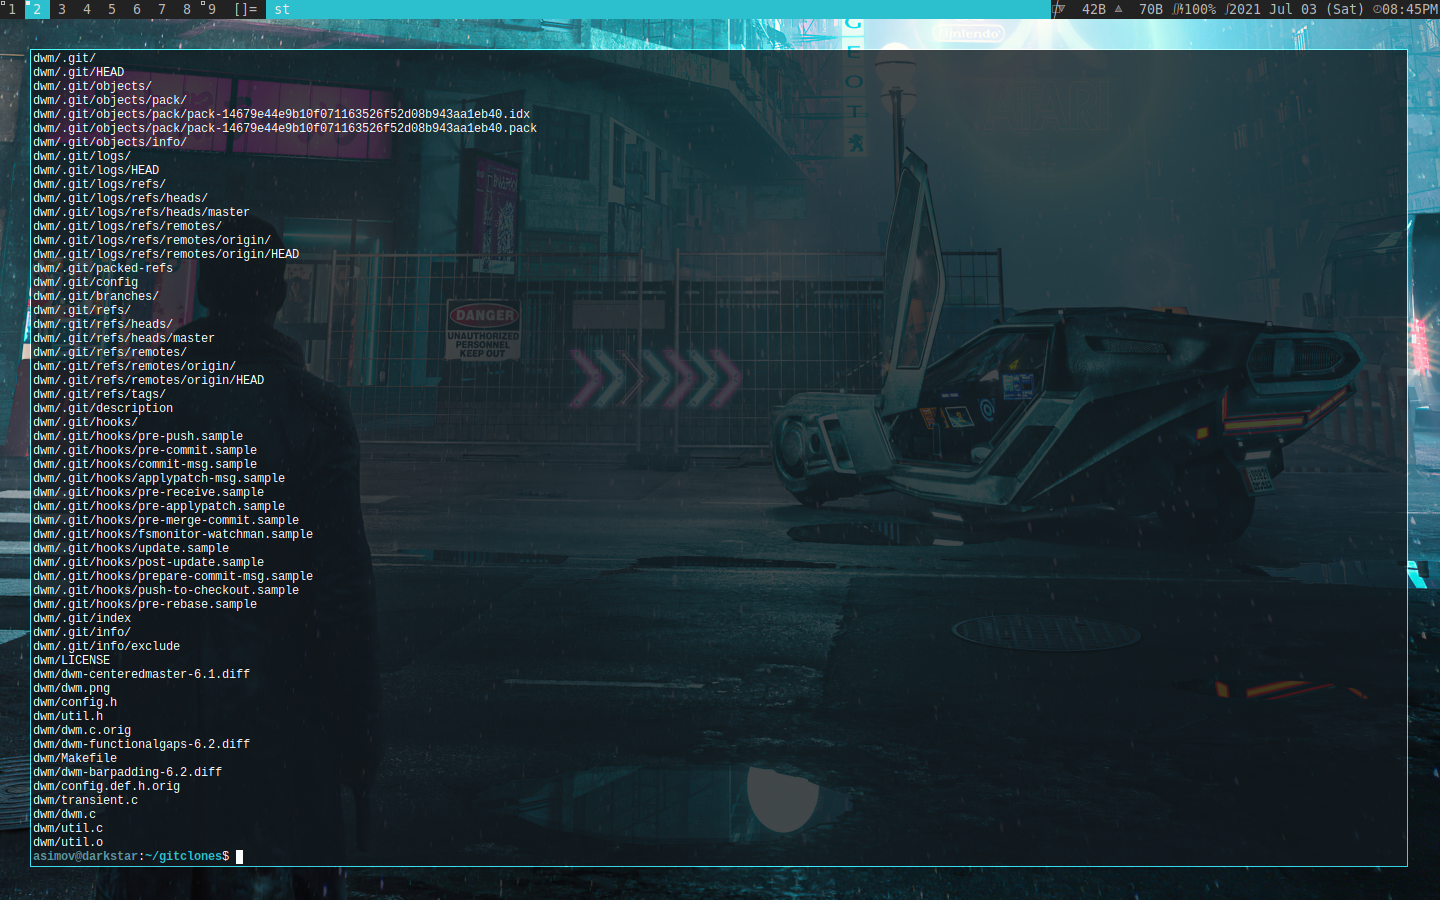 1 2 3 4 5 6 7 8 9 []= st 42B 70B 100% 2021 Jul 03 (Sat) 08:45PM
Nintendo
G
E
O
T
dwm/.git/
dwm/.git/HEAD
dwm/.git/objects/
dwm/.git/objects/pack/
dwm/.git/objects/pack/pack-14679e44e9b10f071163526f52d08b943aa1eb40.idx
dwm/.git/objects/pack/pack-14679e44e9b10f071163526f52d08b943aa1eb40.pack
dwm/.git/objects/info/
dwm/.git/logs/
dwm/.git/logs/HEAD
dwm/.git/logs/refs/
dwm/.git/logs/refs/heads/
dwm/.git/logs/refs/heads/master
dwm/.git/logs/refs/remotes/
dwm/.git/logs/refs/remotes/origin/
dwm/.git/logs/refs/remotes/origin/HEAD
dwm/.git/packed-refs
dwm/.git/config
dwm/.git/branches/
dwm/.git/refs/
dwm/.git/refs/heads/
dwm/.git/refs/heads/master
dwm/.git/refs/remotes/
dwm/.git/refs/remotes/origin/
dwm/.git/refs/remotes/origin/HEAD
dwm/.git/refs/tags/
dwm/.git/description
dwm/.git/hooks/
dwm/.git/hooks/pre-push.sample
dwm/.git/hooks/pre-commit.sample
dwm/.git/hooks/commit-msg.sample
dwm/.git/hooks/applypatch-msg.sample
dwm/.git/hooks/pre-receive.sample
dwm/.git/hooks/pre-applypatch.sample
dwm/.git/hooks/pre-merge-commit.sample
dwm/.git/hooks/fsmonitor-watchman.sample
dwm/.git/hooks/update.sample
dwm/.git/hooks/post-update.sample
dwm/.git/hooks/prepare-commit-msg.sample
dwm/.git/hooks/push-to-checkout.sample
dwm/.git/hooks/pre-rebase.sample
dwm/.git/index
dwm/.git/info/
dwm/.git/info/exclude
dwm/LICENSE
dwm/dwm-centeredmaster-6.1.diff
dwm/dwm.png
dwm/config.h
dwm/util.h
dwm/dwm.c.orig
dwm/dwm-functionalgaps-6.2.diff
dwm/Makefile
dwm/dwm-barpadding-6.2.diff
dwm/config.def.h.orig
dwm/transient.c
dwm/dwm.c
dwm/util.c
dwm/util.o
asimov@darkstar:~/gitclones$
DANGER
UNAUTHORIZED
PERSONNEL
KEEP OUT